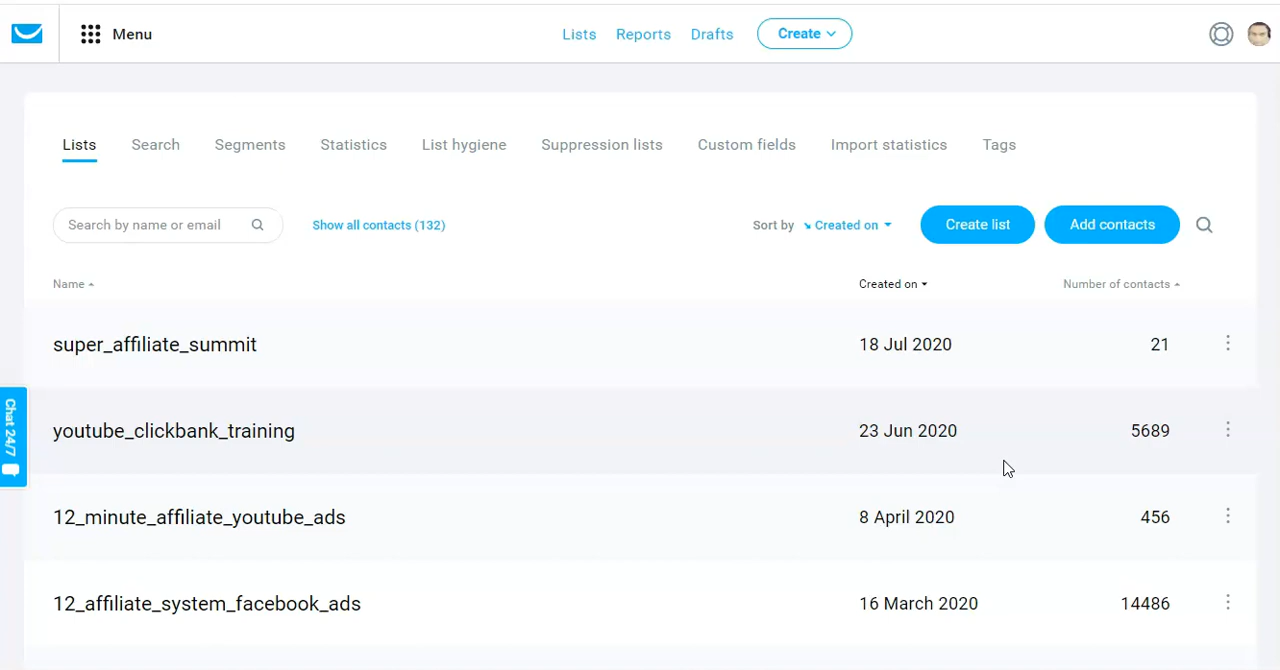 Menu Lists Reports Drafts Create
Lists Search Segments Statistics List hygiene Suppression lists Custom fields Import statistics Tags
Search by name or email Show all contacts (132) Sort by Created on Create list Add contacts
Name Created on Number of contacts
super_affiliate_summit 18 Jul 2020 21
youtube_clickbank_training 23 Jun 2020 5689
12_minute_affiliate_youtube_ads 8 April 2020 456
12_affiliate_system_facebook_ads 16 March 2020 14486
Chat 24/7